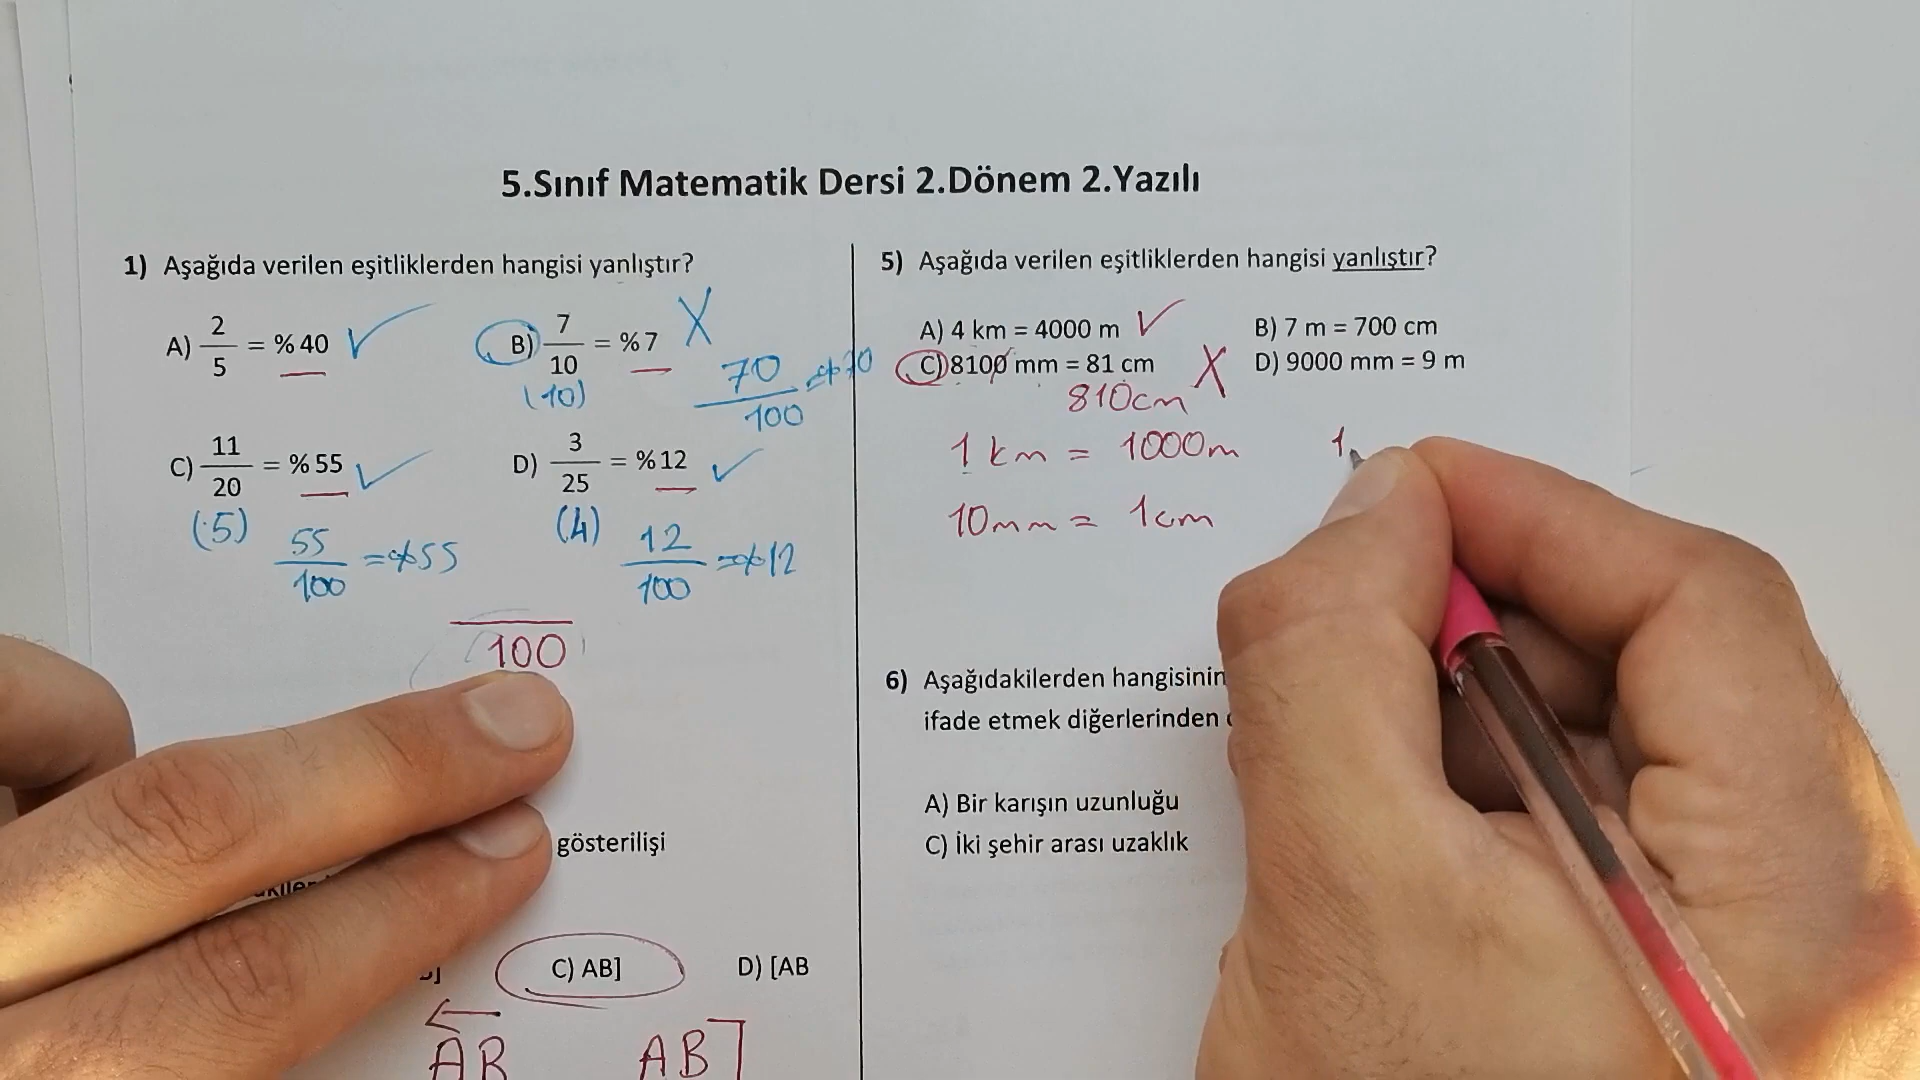 5.Sınıf Matematik Dersi 2.Dönem 2.Yazılı
1) Aşağıda verilen eşitliklerden hangisi yanlıştır?
A) 2/5 = %40 ✓
B) 7/10 = %7 X
(10)
70/100 = %70
C) 11/20 = %55 ✓
(5)
55/100 = %55
D) 3/25 = %12 ✓
(4)
12/100 = %12
100
gösterilişi
C) AB]
D) [AB
AB
AB]
5) Aşağıda verilen eşitliklerden hangisi yanlıştır?
A) 4 km = 4000 m ✓
B) 7 m = 700 cm
C) 8100 mm = 81 cm X
D) 9000 mm = 9 m
810cm
1 km = 1000m
1
10mm = 1cm
6) Aşağıdakilerden hangisinin
ifade etmek diğerlerinden
A) Bir karışın uzunluğu
C) İki şehir arası uzaklık